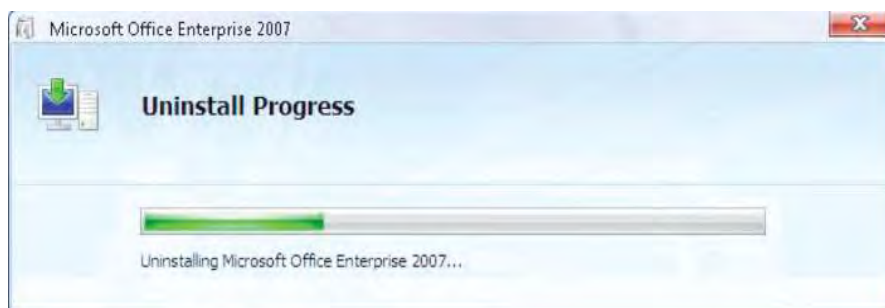 Microsoft Office Enterprise 2007
Uninstall Progress
Uninstalling Microsoft Office Enterprise 2007...